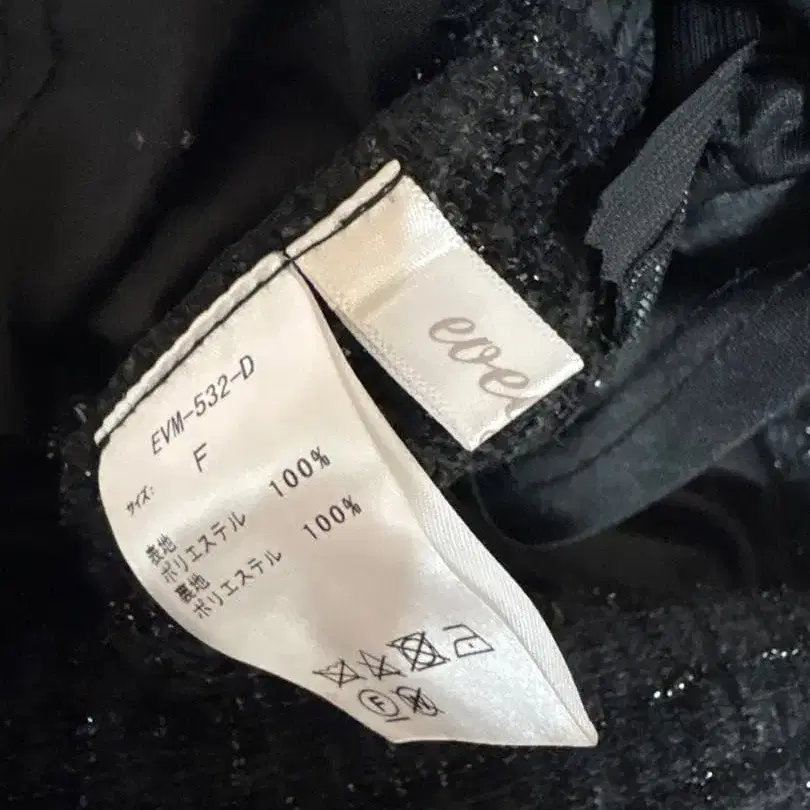 EVM-532-D
サイズ: F
表地
ポリエステル 100%
裏地
ポリエステル 100%
F
W